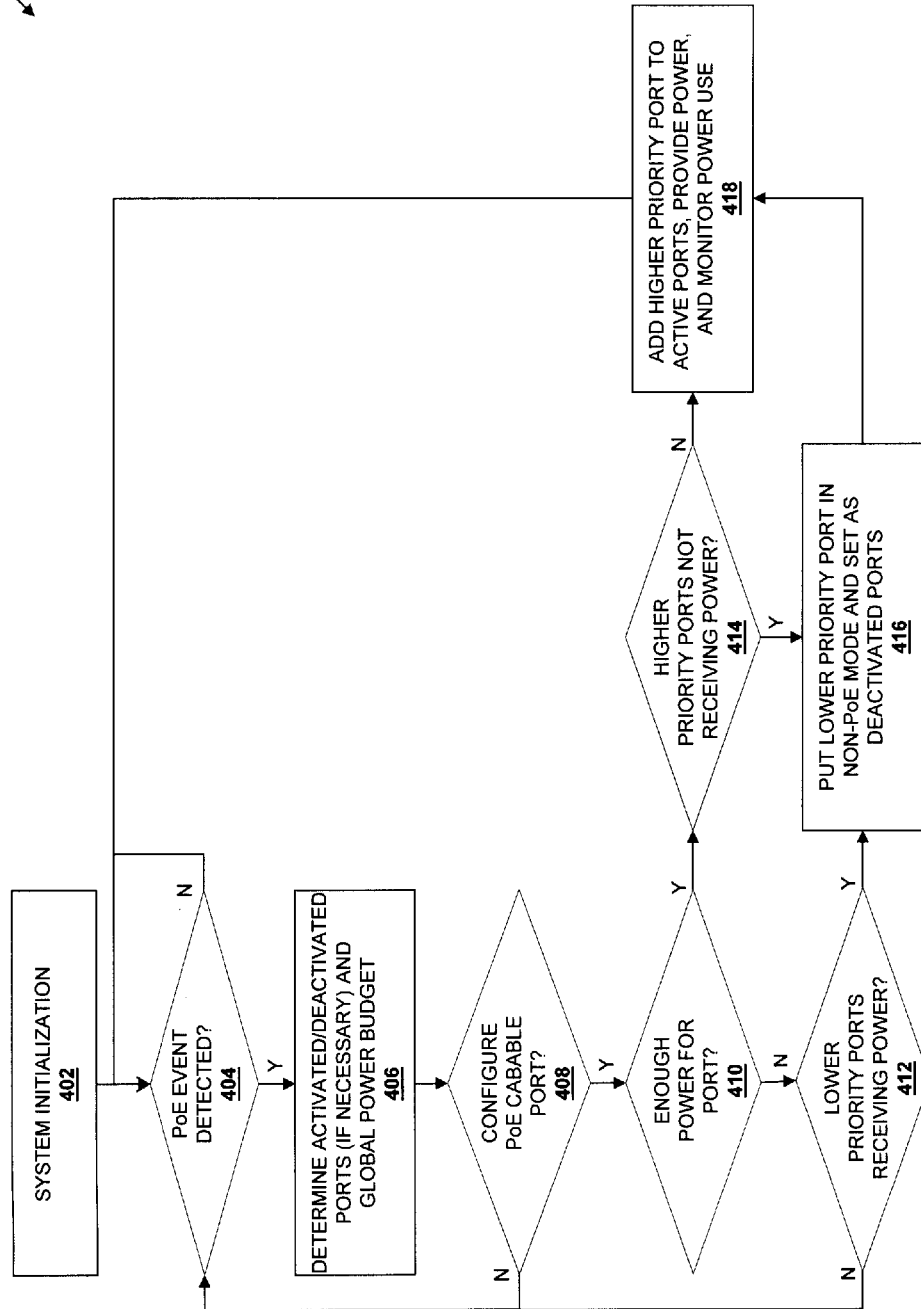 SYSTEM INITIALIZATION
402
PoE EVENT
DETECTED?
404
N
Y
DETERMINE ACTIVATED/DEACTIVATED
PORTS (IF NECESSARY) AND
GLOBAL POWER BUDGET
406
CONFIGURE
PoE CABABLE
PORT?
408
N
Y
ENOUGH
POWER FOR
PORT?
410
Y
N
LOWER
PRIORITY PORTS
RECEIVING POWER?
412
N
Y
HIGHER
PRIORITY PORTS NOT
RECEIVING POWER?
414
N
Y
PUT LOWER PRIORITY PORT IN
NON-PoE MODE AND SET AS
DEACTIVATED PORTS
416
ADD HIGHER PRIORITY PORT TO
ACTIVE PORTS, PROVIDE POWER,
AND MONITOR POWER USE
418